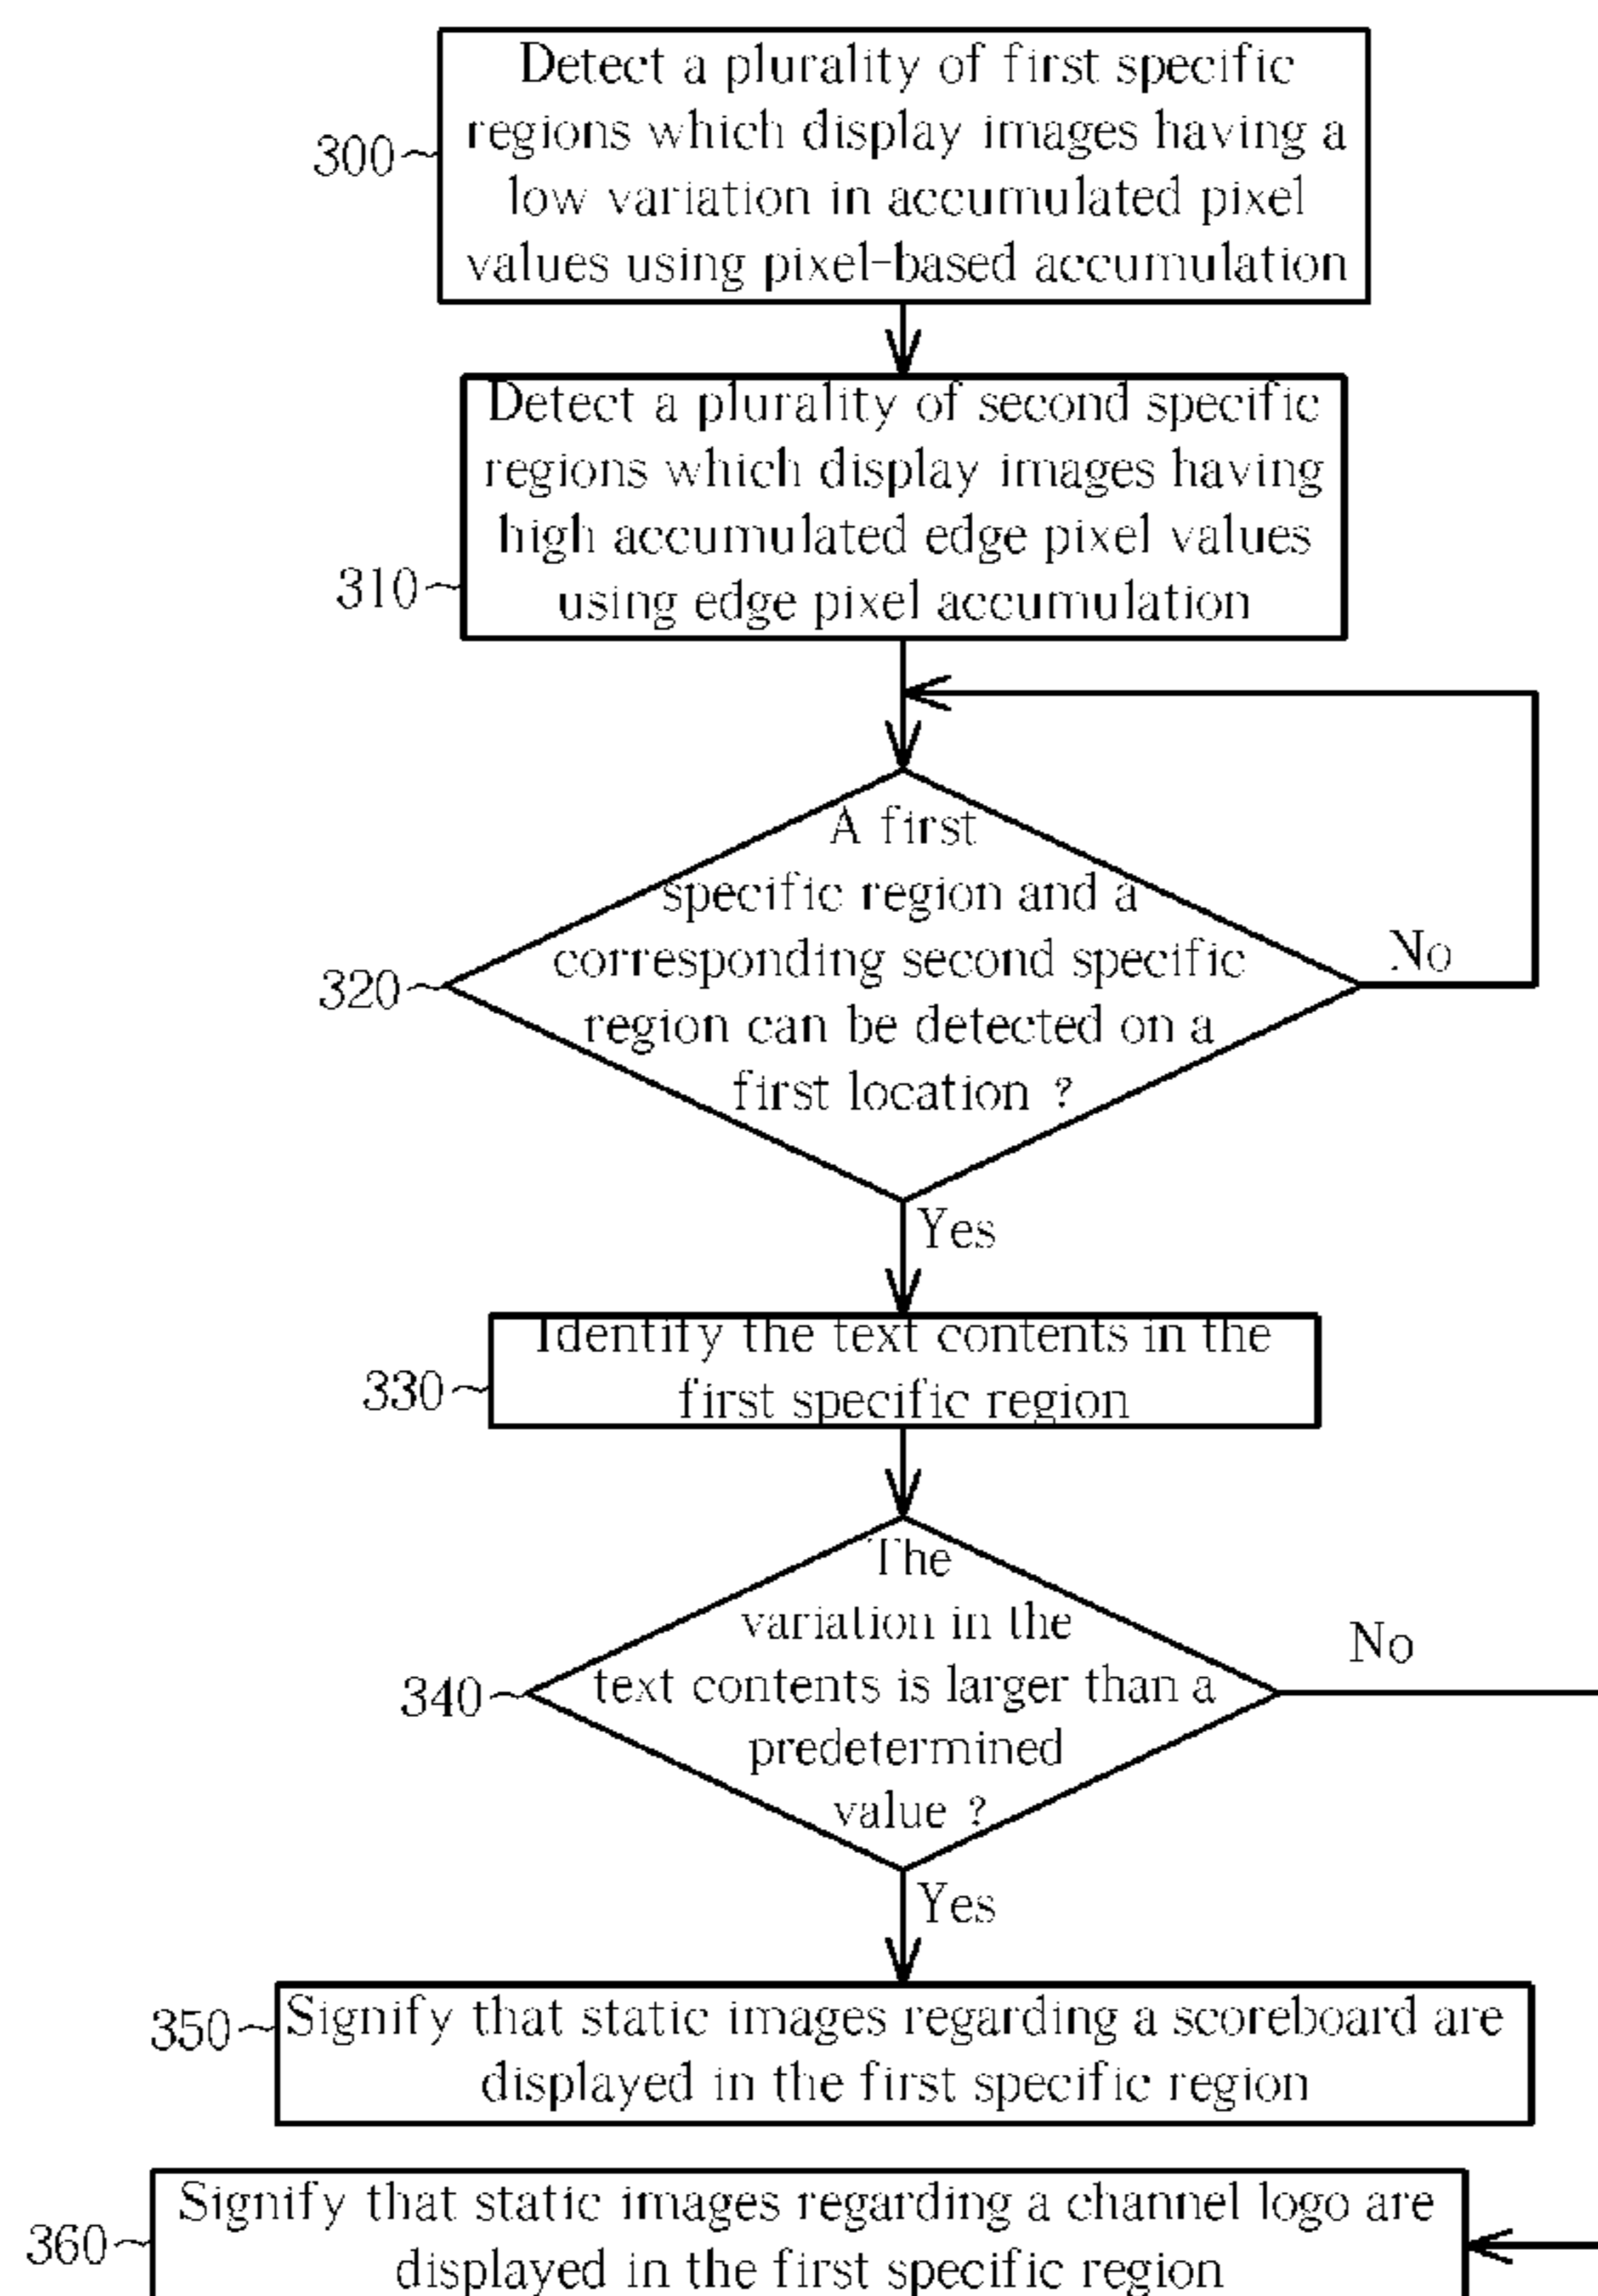 Detect a plurality of first specific
regions which display images having a
low variation in accumulated pixel
values using pixel-based accumulation
300
Detect a plurality of second specific
regions which display images having
high accumulated edge pixel values
using edge pixel accumulation
310
A first
specific region and a
corresponding second specific
region can be detected on a
first location ?
320
No
Yes
Identify the text contents in the
first specific region
330
The
variation in the
text contents is larger than a
predetermined
value ?
340
No
Yes
Signify that static images regarding a scoreboard are
displayed in the first specific region
350
Signify that static images regarding a channel logo are
displayed in the first specific region
360